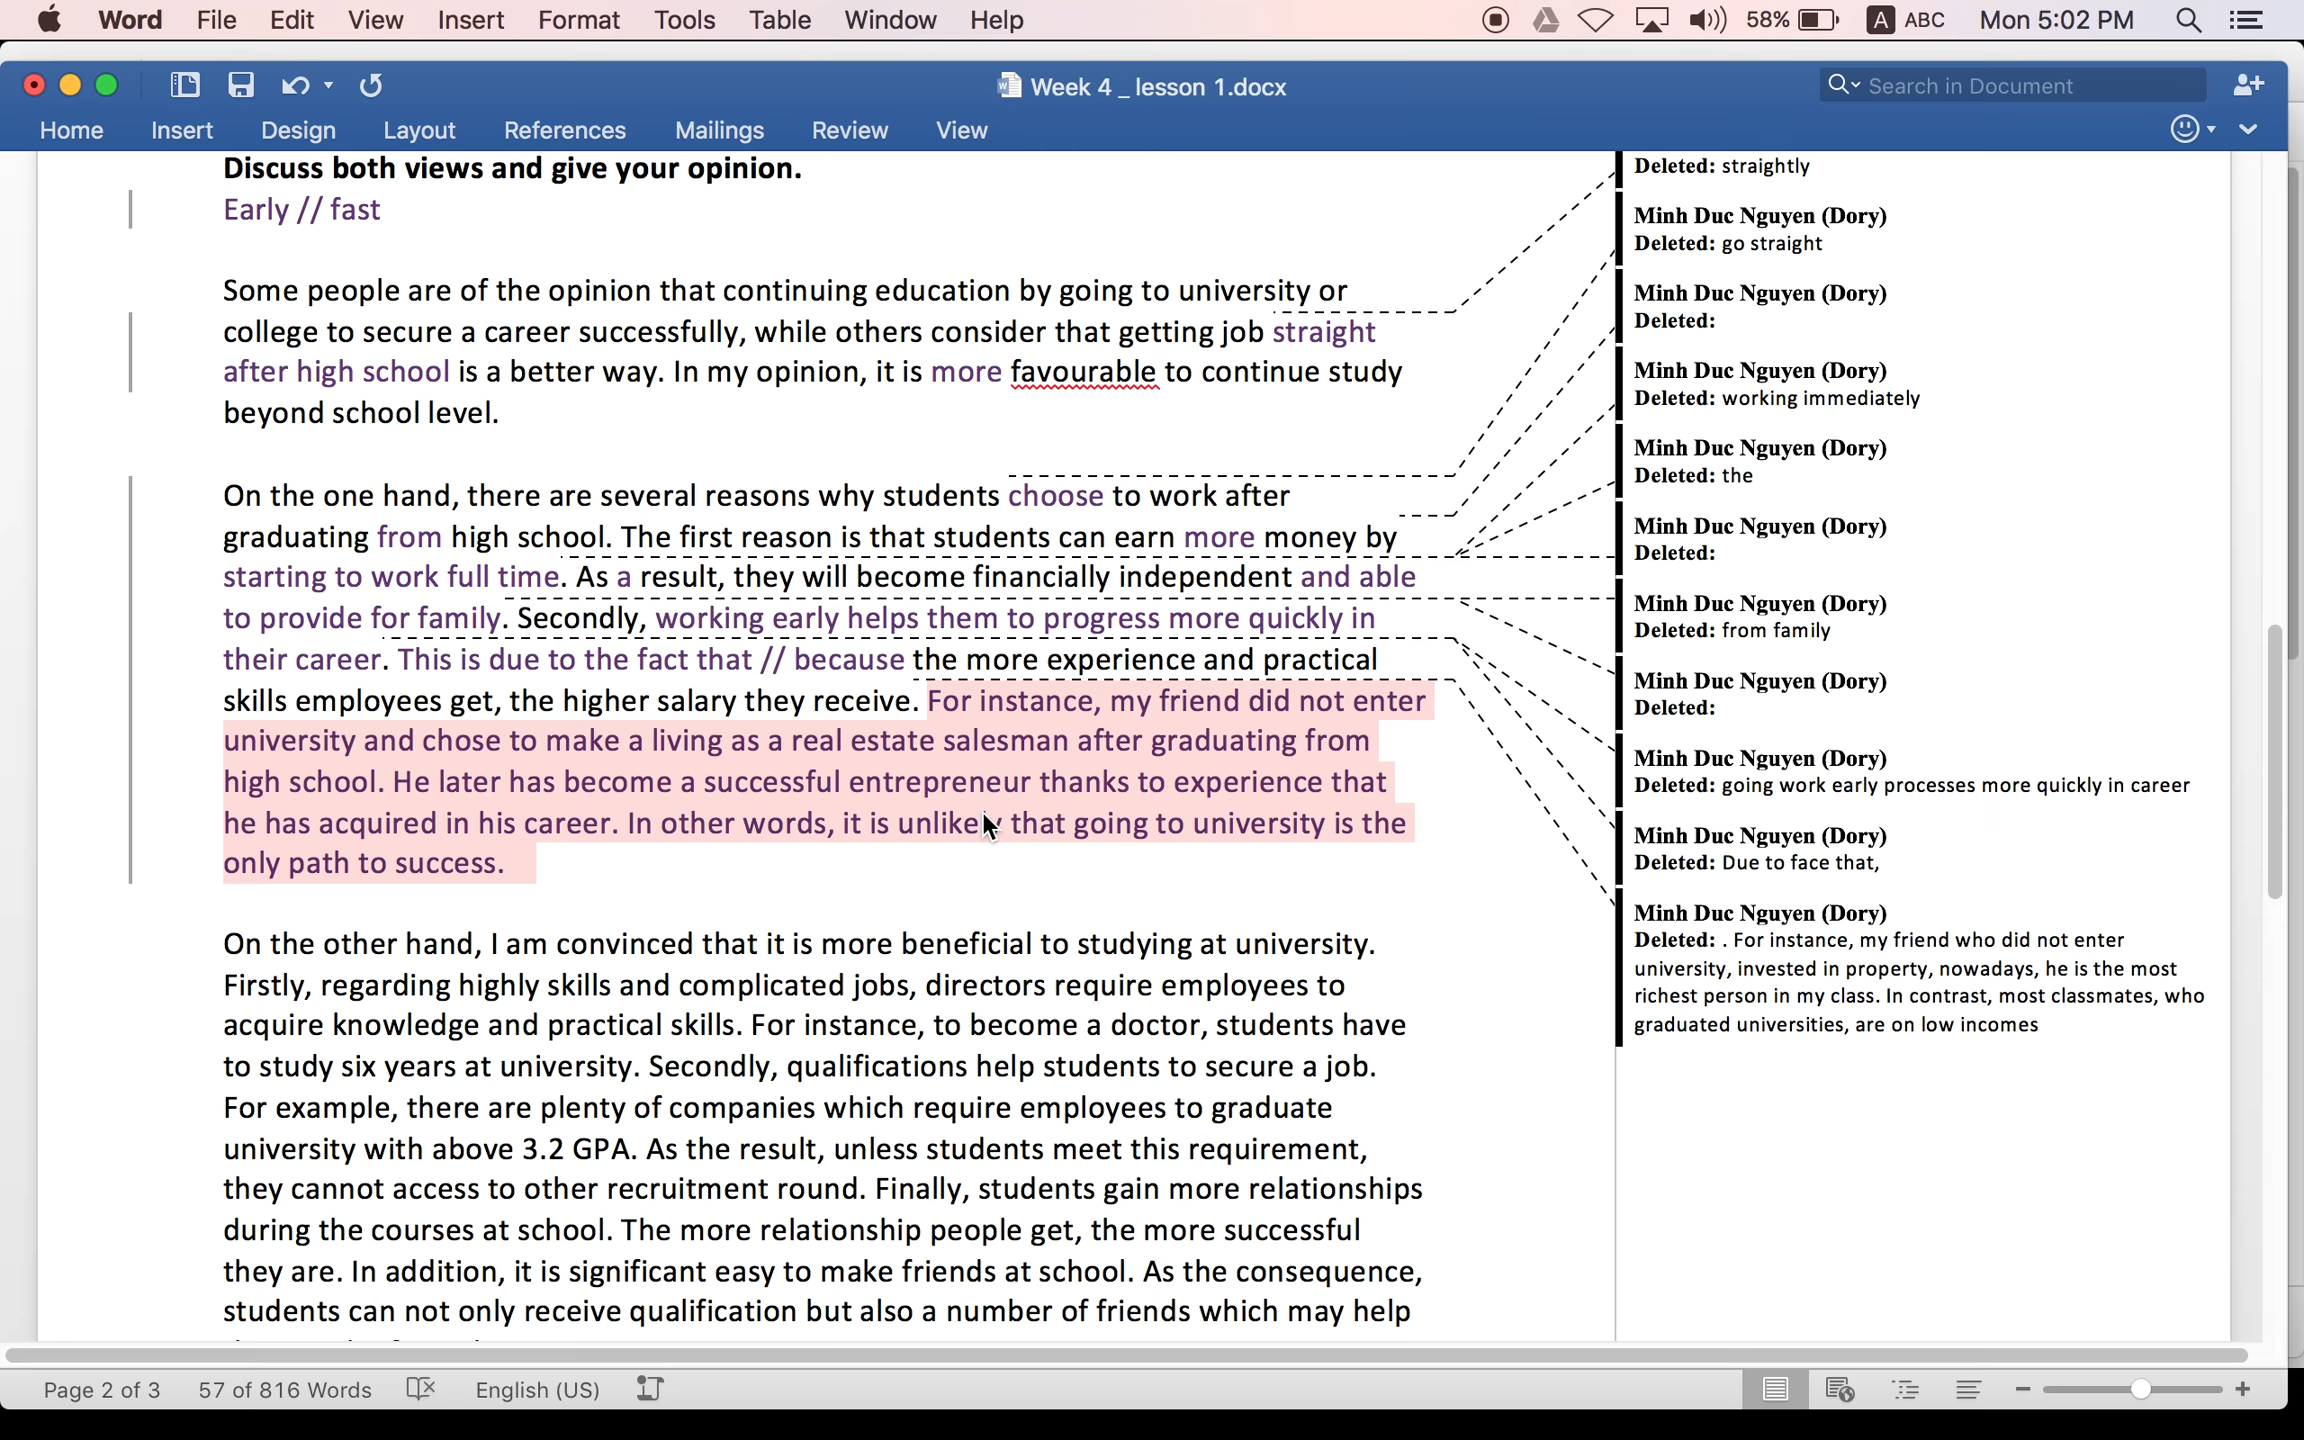 Word File Edit View Insert Format Tools Table Window Help 58% A ABC Mon 5:02 PM
Week 4 _ lesson 1.docx Search in Document
Home Insert Design Layout References Mailings Review View
Discuss both views and give your opinion.
Early // fast
Some people are of the opinion that continuing education by going to university or
college to secure a career successfully, while others consider that getting job straight
after high school is a better way. In my opinion, it is more favourable to continue study
beyond school level.
On the one hand, there are several reasons why students choose to work after
graduating from high school. The first reason is that students can earn more money by
starting to work full time. As a result, they will become financially independent and able
to provide for family. Secondly, working early helps them to progress more quickly in
their career. This is due to the fact that // because the more experience and practical
skills employees get, the higher salary they receive. For instance, my friend did not enter
university and chose to make a living as a real estate salesman after graduating from
high school. He later has become a successful entrepreneur thanks to experience that
he has acquired in his career. In other words, it is unlikely that going to university is the
only path to success.
On the other hand, I am convinced that it is more beneficial to studying at university.
Firstly, regarding highly skills and complicated jobs, directors require employees to
acquire knowledge and practical skills. For instance, to become a doctor, students have
to study six years at university. Secondly, qualifications help students to secure a job.
For example, there are plenty of companies which require employees to graduate
university with above 3.2 GPA. As the result, unless students meet this requirement,
they cannot access to other recruitment round. Finally, students gain more relationships
during the courses at school. The more relationship people get, the more successful
they are. In addition, it is significant easy to make friends at school. As the consequence,
students can not only receive qualification but also a number of friends which may help
Deleted: straightly
Minh Duc Nguyen (Dory)
Deleted: go straight
Minh Duc Nguyen (Dory)
Deleted:
Minh Duc Nguyen (Dory)
Deleted: working immediately
Minh Duc Nguyen (Dory)
Deleted: the
Minh Duc Nguyen (Dory)
Deleted:
Minh Duc Nguyen (Dory)
Deleted: from family
Minh Duc Nguyen (Dory)
Deleted:
Minh Duc Nguyen (Dory)
Deleted: going work early processes more quickly in career
Minh Duc Nguyen (Dory)
Deleted: Due to face that,
Minh Duc Nguyen (Dory)
Deleted: . For instance, my friend who did not enter
university, invested in property, nowadays, he is the most
richest person in my class. In contrast, most classmates, who
graduated universities, are on low incomes
Page 2 of 3 57 of 816 Words English (US)